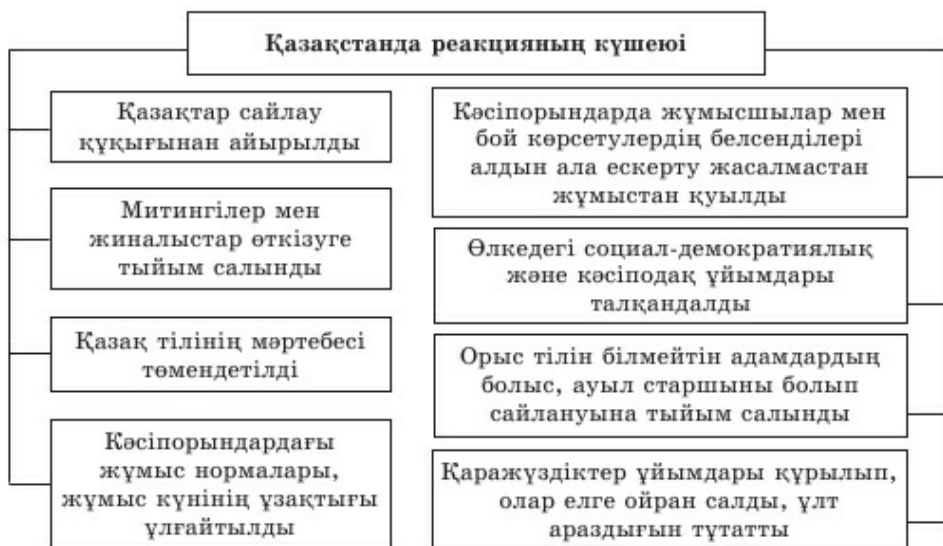 Қазақстанда реакцияның күшеюі
Қазақтар сайлау
құқығынан айырылды
Митингілер мен
жиналыстар өткізуге
тыйым салынды
Қазақ тілінің мәртебесі
төмендетілді
Кәсіпорындардағы
жұмыс нормалары,
жұмыс күнінің ұзақтығы
ұлғайтылды
Кәсіпорындарда жұмысшылар мен
бой көрсетулердің белсенділері
алдын ала ескерту жасалмастан
жұмыстан қуылды
Өлкедегі социал-демократиялық
және кәсіподақ ұйымдары
талқандалды
Орыс тілін білмейтін адамдардың
болыс, ауыл старшыны болып
сайлануына тыйым салынды
Қаражүздіктер ұйымдары құрылып,
олар елге ойран салды, ұлт
араздығын тұтатты